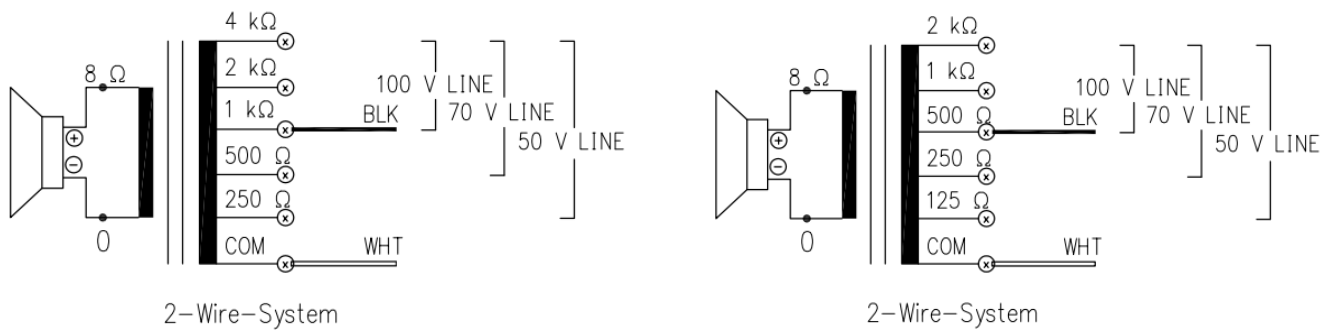 4 kΩ
8 Ω
2 kΩ
100 V LINE
1 kΩ
BLK
70 V LINE
+
50 V LINE
−
500 Ω
250 Ω
0
COM
WHT
2-Wire-System
2 kΩ
8 Ω
1 kΩ
100 V LINE
500 Ω
BLK
70 V LINE
+
50 V LINE
−
250 Ω
125 Ω
0
COM
WHT
2-Wire-System